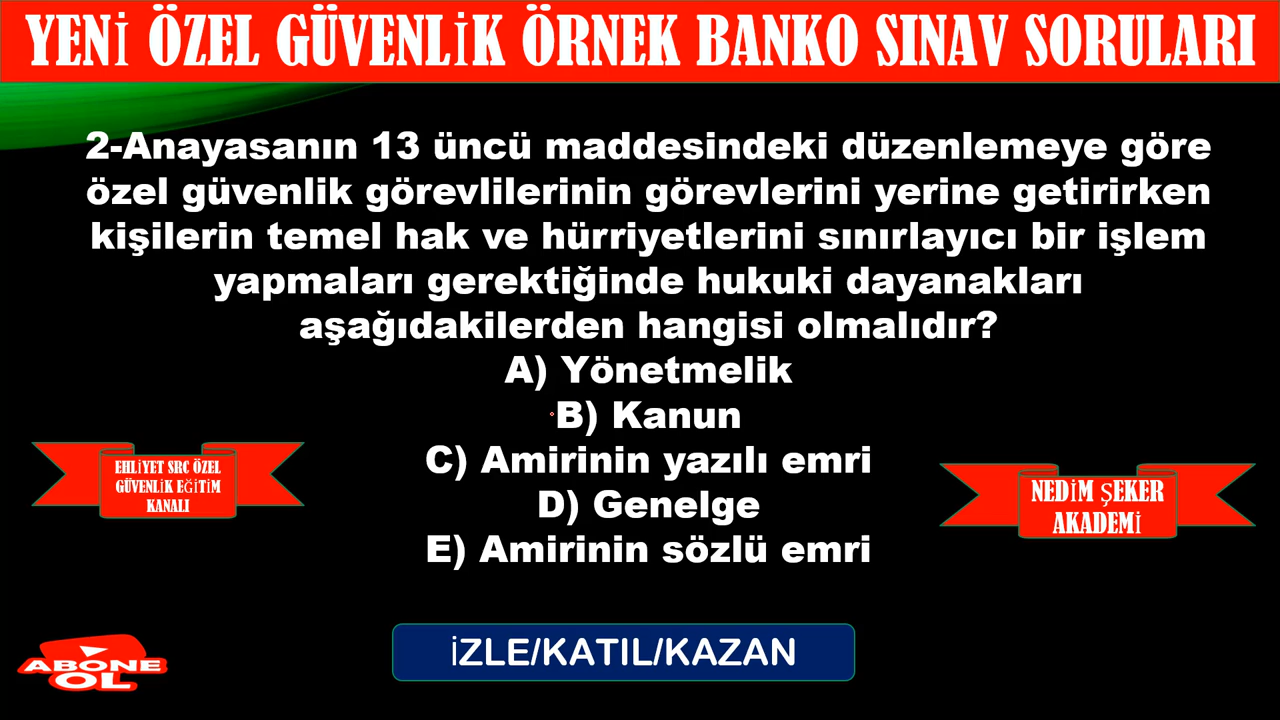 YENİ ÖZEL GÜVENLİK ÖRNEK BANKO SINAV SORULARI
2-Anayasanın 13 üncü maddesindeki düzenlemeye göre
özel güvenlik görevlilerinin görevlerini yerine getirirken
kişilerin temel hak ve hürriyetlerini sınırlayıcı bir işlem
yapmaları gerektiğinde hukuki dayanakları
aşağıdakilerden hangisi olmalıdır?
A) Yönetmelik
B) Kanun
C) Amirinin yazılı emri
D) Genelge
E) Amirinin sözlü emri
EHLİYET SRC ÖZEL
GÜVENLİK EĞİTİM
KANALI
NEDİM ŞEKER
AKADEMİ
ABONE
OL
İZLE/KATIL/KAZAN